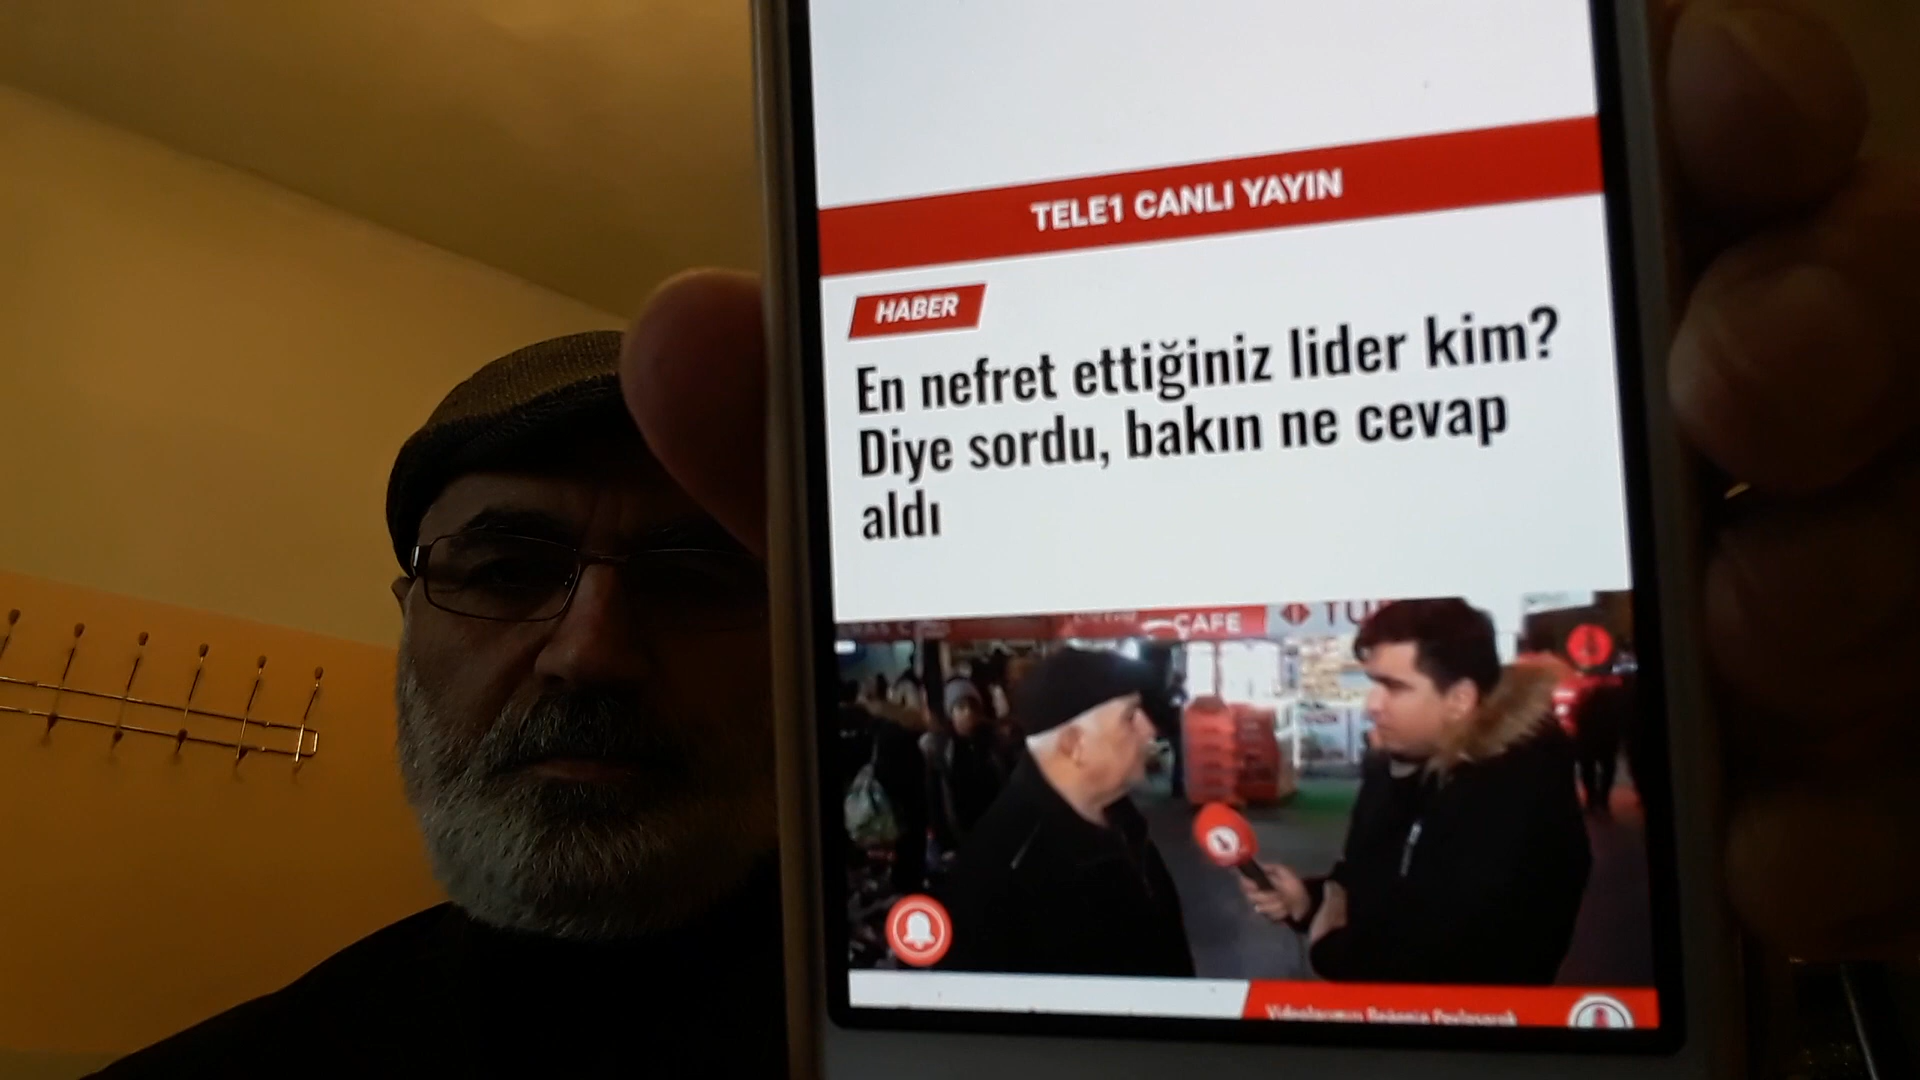 TELE1 CANLI YAYIN
HABER
En nefret ettiğiniz lider kim?
Diye sordu, bakın ne cevap
aldı
CAFE